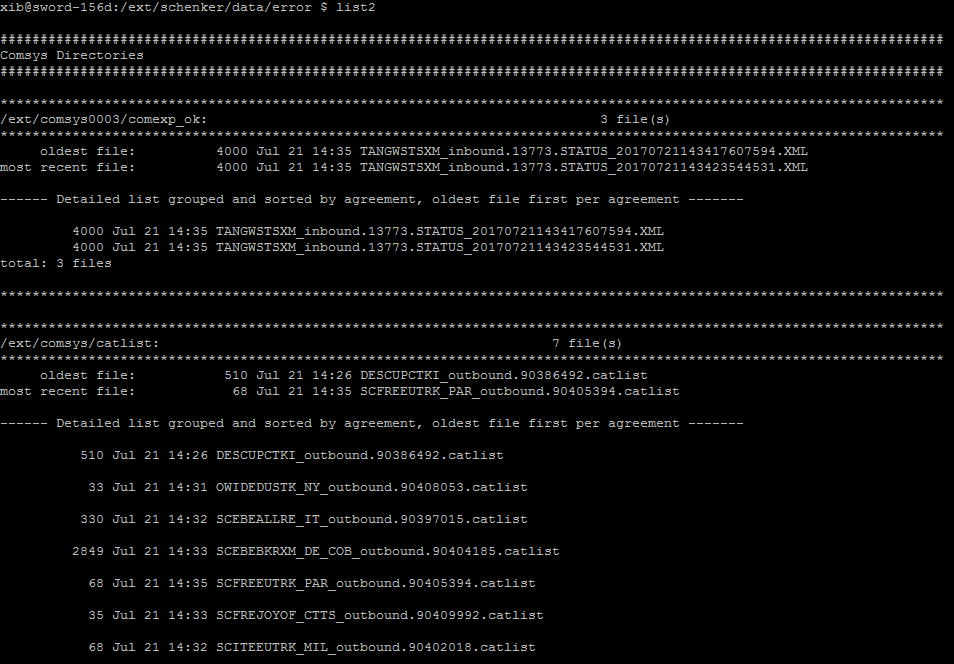 xib@sword-156d:/ext/schenker/data/error $ list2
######################################################################################################################
Comsys Directories
######################################################################################################################
**********************************************************************************************************************
/ext/comsys0003/comexp_ok:                                                 3 file(s)
**********************************************************************************************************************
     oldest file:          4000 Jul 21 14:35 TANGWSTSXM_inbound.13773.STATUS_20170721143417607594.XML
most recent file:          4000 Jul 21 14:35 TANGWSTSXM_inbound.13773.STATUS_20170721143423544531.XML
------ Detailed list grouped and sorted by agreement, oldest file first per agreement -------
         4000 Jul 21 14:35 TANGWSTSXM_inbound.13773.STATUS_20170721143417607594.XML
         4000 Jul 21 14:35 TANGWSTSXM_inbound.13773.STATUS_20170721143423544531.XML
total: 3 files
**********************************************************************************************************************
**********************************************************************************************************************
/ext/comsys/catlist:                                                 7 file(s)
**********************************************************************************************************************
     oldest file:           510 Jul 21 14:26 DESCUPCTKI_outbound.90386492.catlist
most recent file:            68 Jul 21 14:35 SCFREEUTRK_PAR_outbound.90405394.catlist
------ Detailed list grouped and sorted by agreement, oldest file first per agreement -------
          510 Jul 21 14:26 DESCUPCTKI_outbound.90386492.catlist
           33 Jul 21 14:31 OWIDEDUSTK_NY_outbound.90408053.catlist
          330 Jul 21 14:32 SCEBEALLRE_IT_outbound.90397015.catlist
         2849 Jul 21 14:33 SCEBEBKRXM_DE_COB_outbound.90404185.catlist
           68 Jul 21 14:35 SCFREEUTRK_PAR_outbound.90405394.catlist
           35 Jul 21 14:33 SCFREJOYOF_CTTS_outbound.90409992.catlist
           68 Jul 21 14:32 SCITEEUTRK_MIL_outbound.90402018.catlist